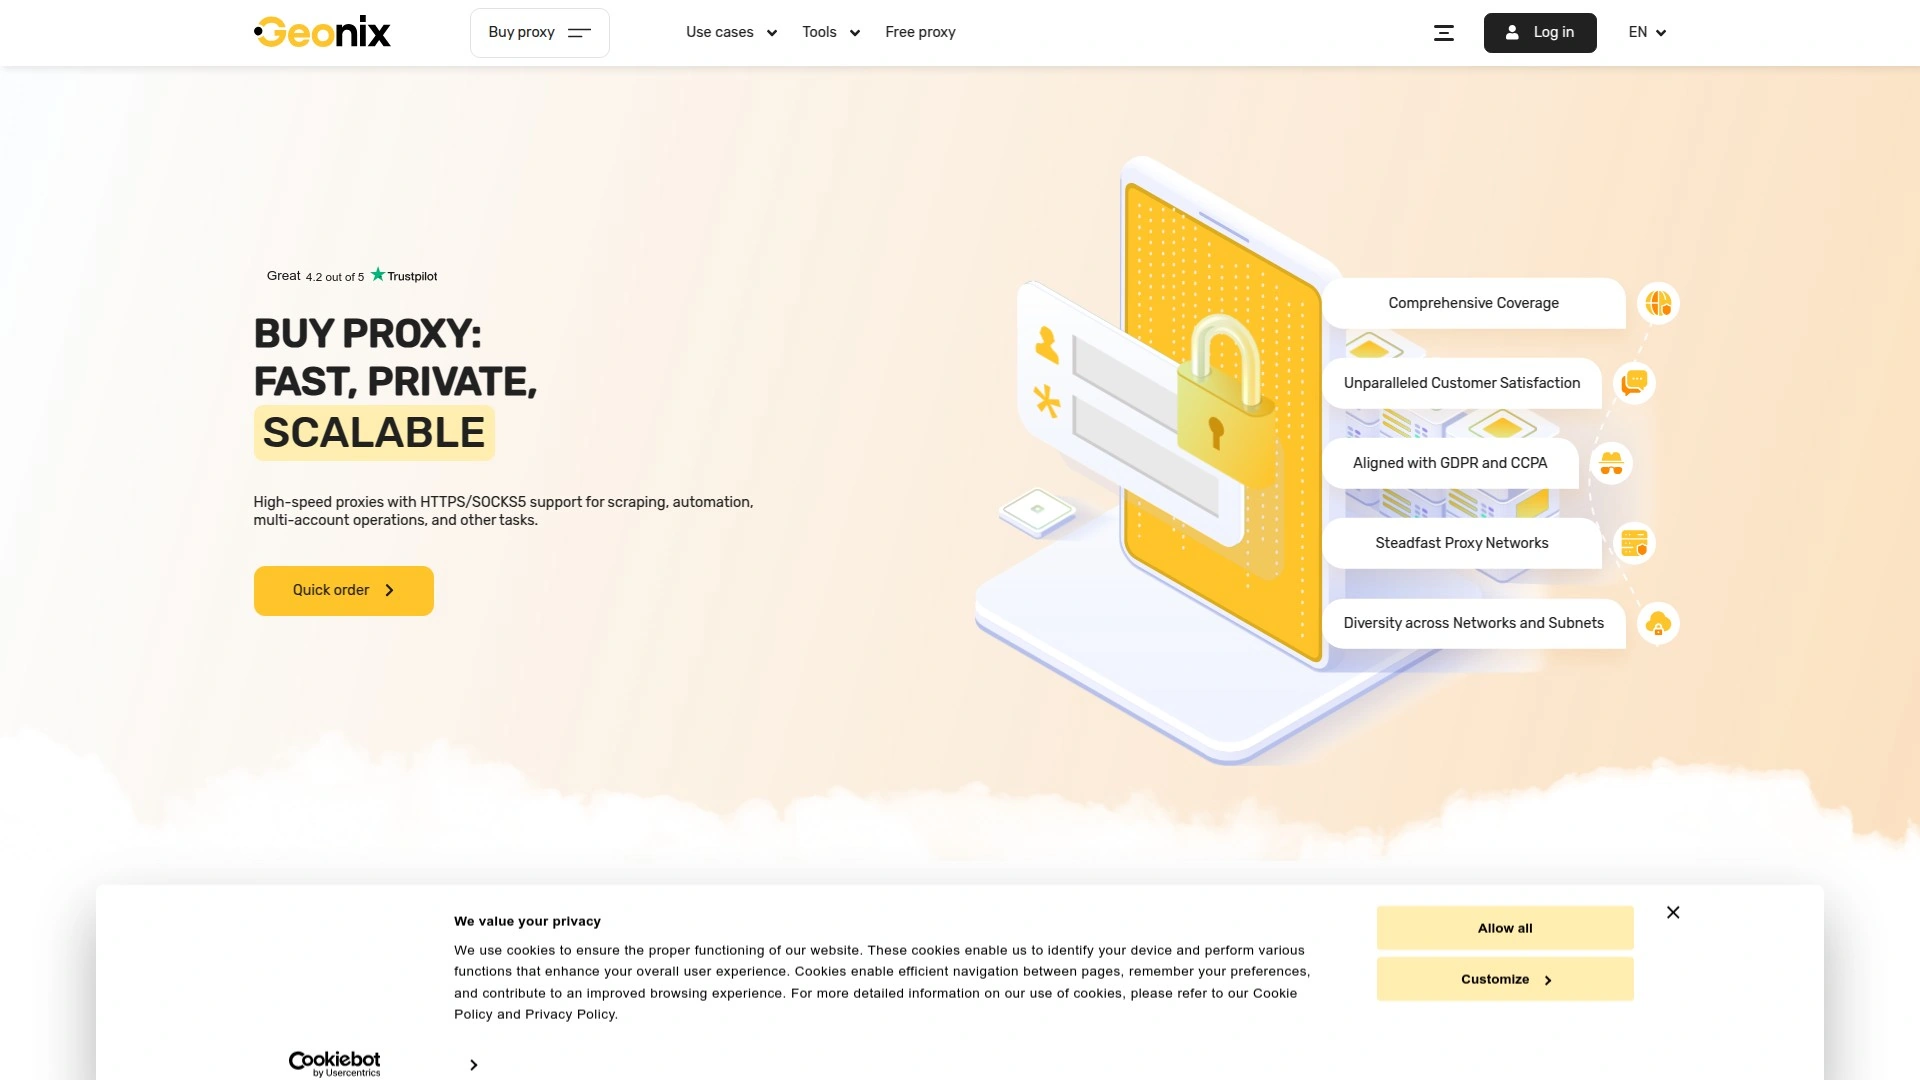 Geonix
Buy proxy
Use cases
Tools
Free proxy
Log in
EN
Great 4.2 out of 5 Trustpilot
BUY PROXY:
FAST, PRIVATE,
SCALABLE
High-speed proxies with HTTPS/SOCKS5 support for scraping, automation,
multi-account operations, and other tasks.
Quick order
Comprehensive Coverage
Unparalleled Customer Satisfaction
Aligned with GDPR and CCPA
Steadfast Proxy Networks
Diversity across Networks and Subnets
We value your privacy
We use cookies to ensure the proper functioning of our website. These cookies enable us to identify your device and perform various
functions that enhance your overall user experience. Cookies enable efficient navigation between pages, remember your preferences,
and contribute to an improved browsing experience. For more detailed information on our use of cookies, please refer to our Cookie
Policy and Privacy Policy.
Allow all
Customize
Cookiebot
by Usercentrics